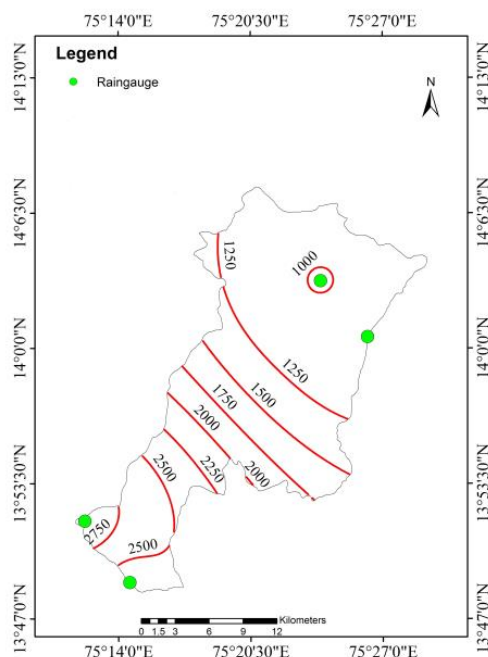 75°14'0"E 75°20'30"E 75°27'0"E
Legend
Raingauge
N
14°13'0"N 14°13'0"N
14°6'30"N 14°6'30"N
1250
1000
14°0'0"N 14°0'0"N
1250
1500
1750
2000
2250
2000
2500
13°53'30"N 13°53'30"N
2750
2500
Kilometers
0 1.5 3 6 9 12
13°47'0"N 13°47'0"N
75°14'0"E 75°20'30"E 75°27'0"E